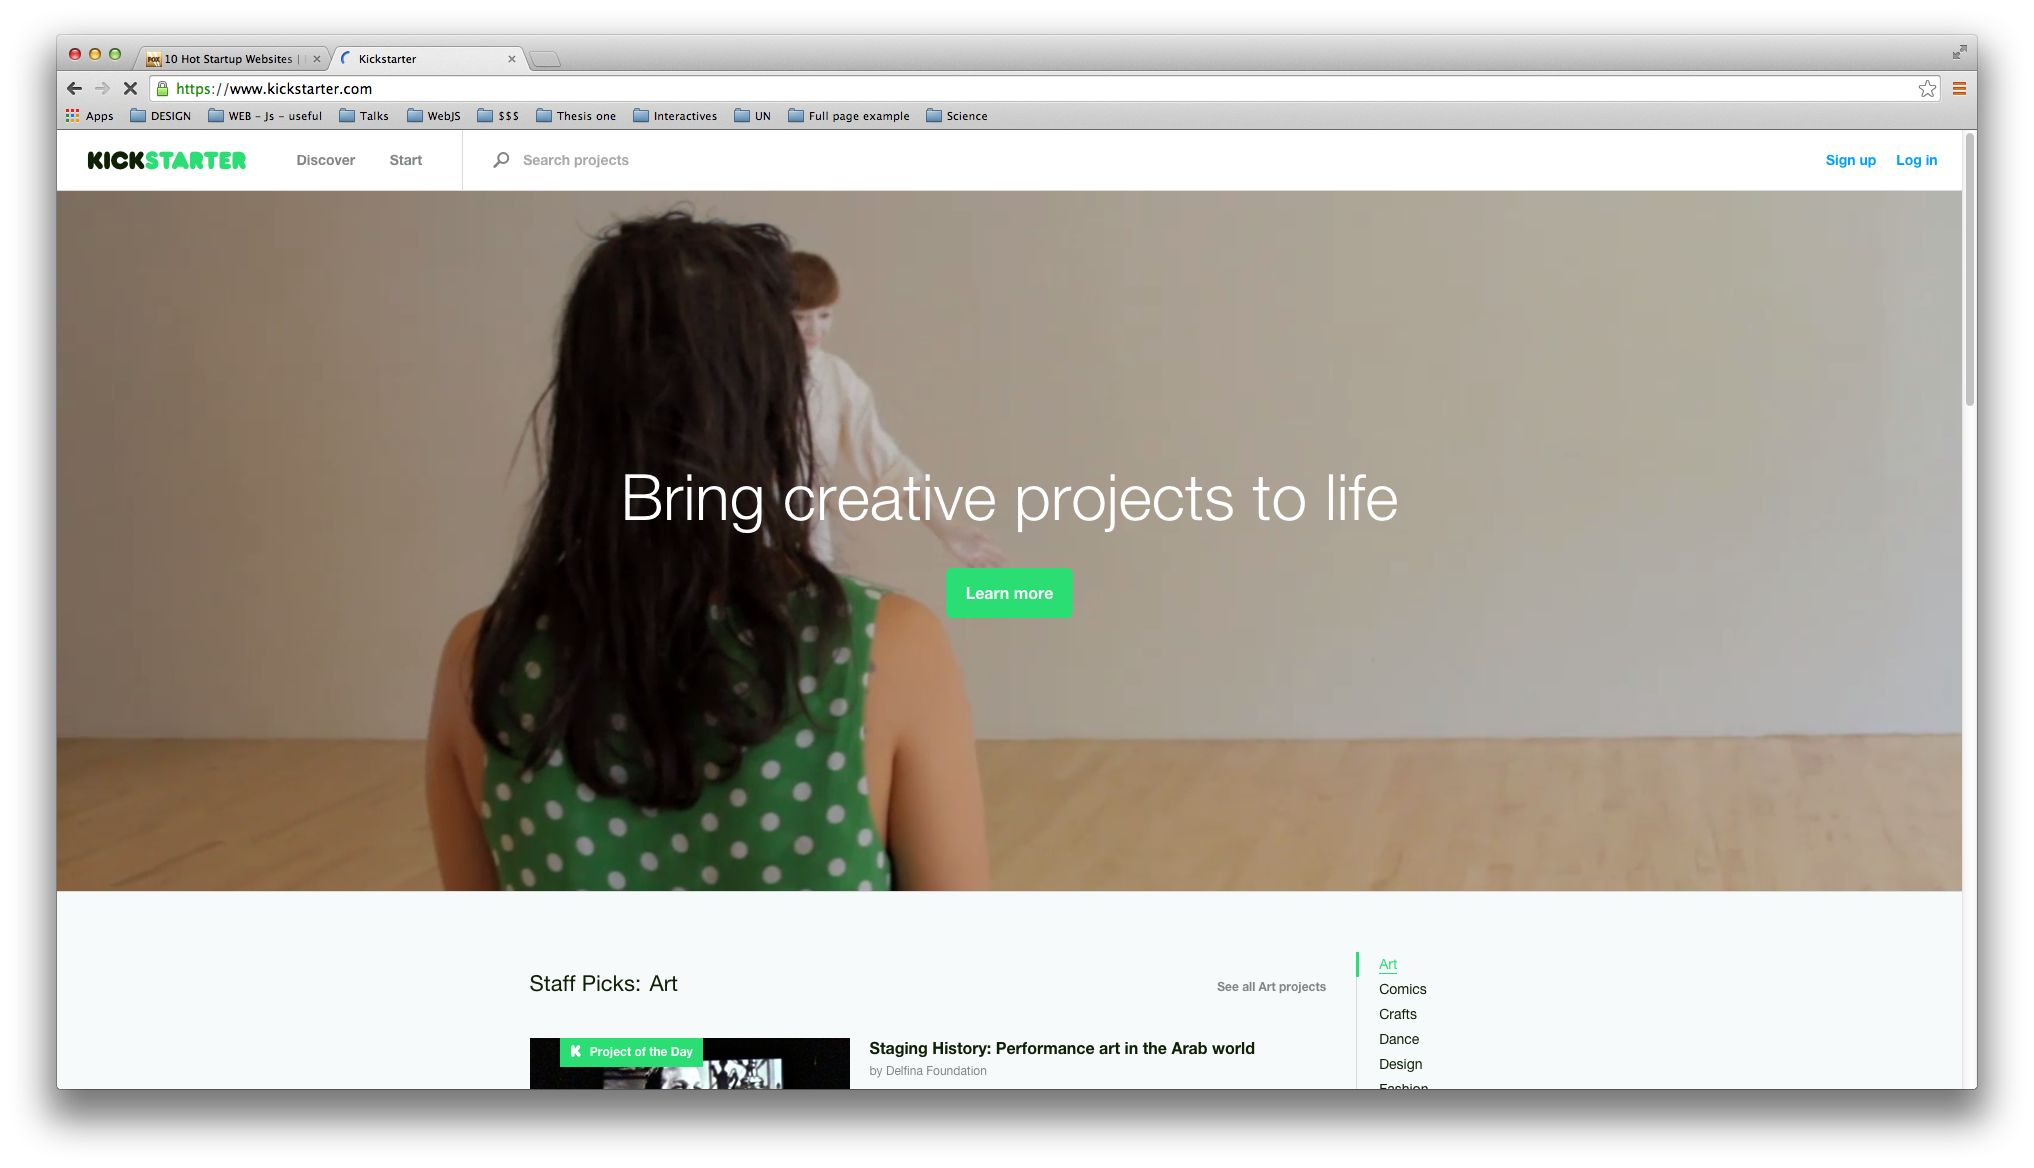 10 Hot Startup Websites |
Kickstarter
https://www.kickstarter.com
Apps DESIGN WEB - Js - useful Talks WebJS $$$ Thesis one Interactives UN Full page example Science
KICKSTARTER Discover Start Search projects Sign up Log in
Bring creative projects to life
Learn more
Staff Picks: Art
See all Art projects
Project of the Day
Staging History: Performance art in the Arab world
by Delfina Foundation
Art
Comics
Crafts
Dance
Design
Fashion